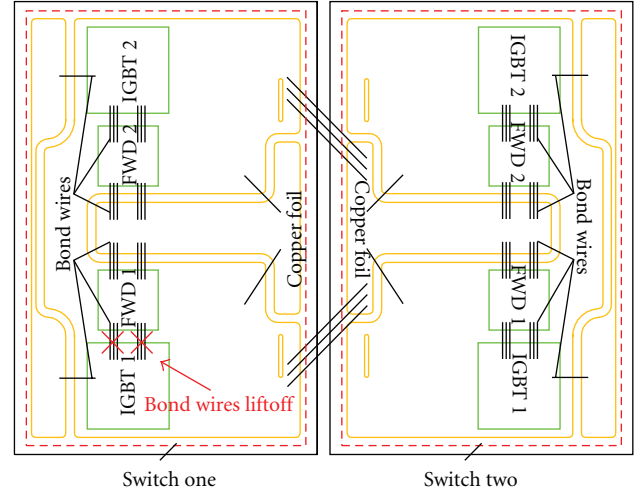 IGBT 2
FWD 2
Bond wires
Copper foil
FWD 1
IGBT 1
Bond wires liftoff
Switch one
IGBT 2
FWD 2
Copper foil
Bond wires
FWD 1
IGBT 1
Switch two